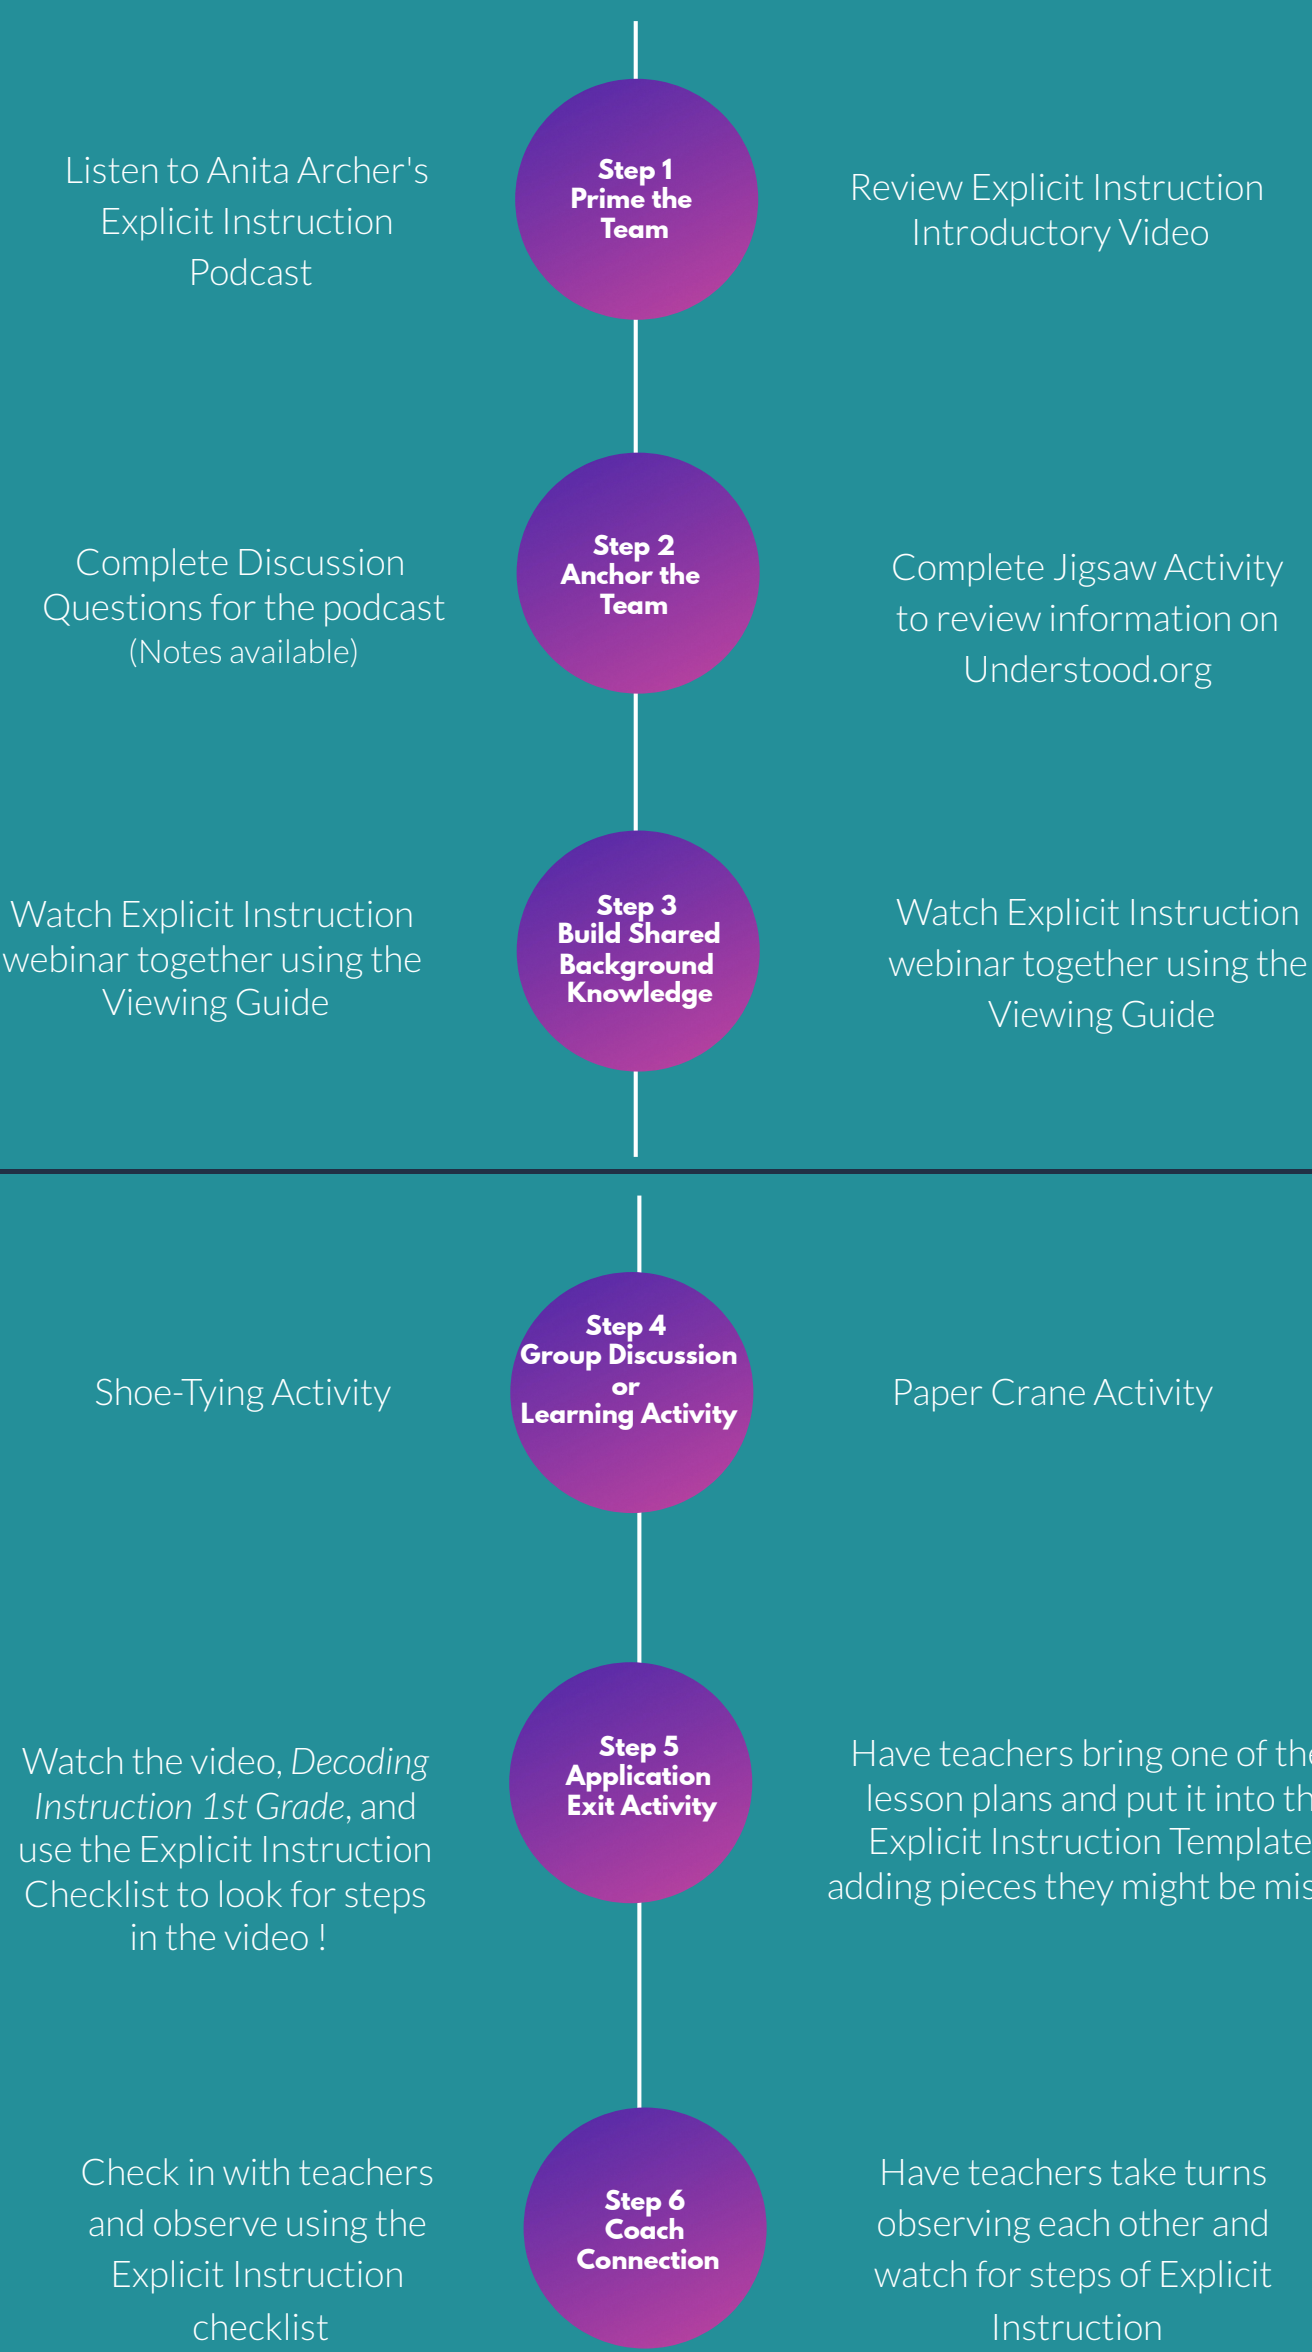 Listen to Anita Archer's
Explicit Instruction
Podcast
Step 1
Prime the
Team
Review Explicit Instruction
Introductory Video
Complete Discussion
Questions for the podcast
(Notes available)
Step 2
Anchor the
Team
Complete Jigsaw Activity
to review information on
Understood.org
Watch Explicit Instruction
webinar together using the
Viewing Guide
Step 3
Build Shared
Background
Knowledge
Watch Explicit Instruction
webinar together using the
Viewing Guide
Shoe-Tying Activity
Step 4
Group Discussion
or
Learning Activity
Paper Crane Activity
Watch the video, Decoding
Instruction 1st Grade, and
use the Explicit Instruction
Checklist to look for steps
in the video !
Step 5
Application
Exit Activity
Have teachers bring one of
lesson plans and put it into
Explicit Instruction Template
adding pieces they might be
Check in with teachers
and observe using the
Explicit Instruction
checklist
Step 6
Coach
Connection
Have teachers take turns
observing each other and
watch for steps of Explicit
Instruction